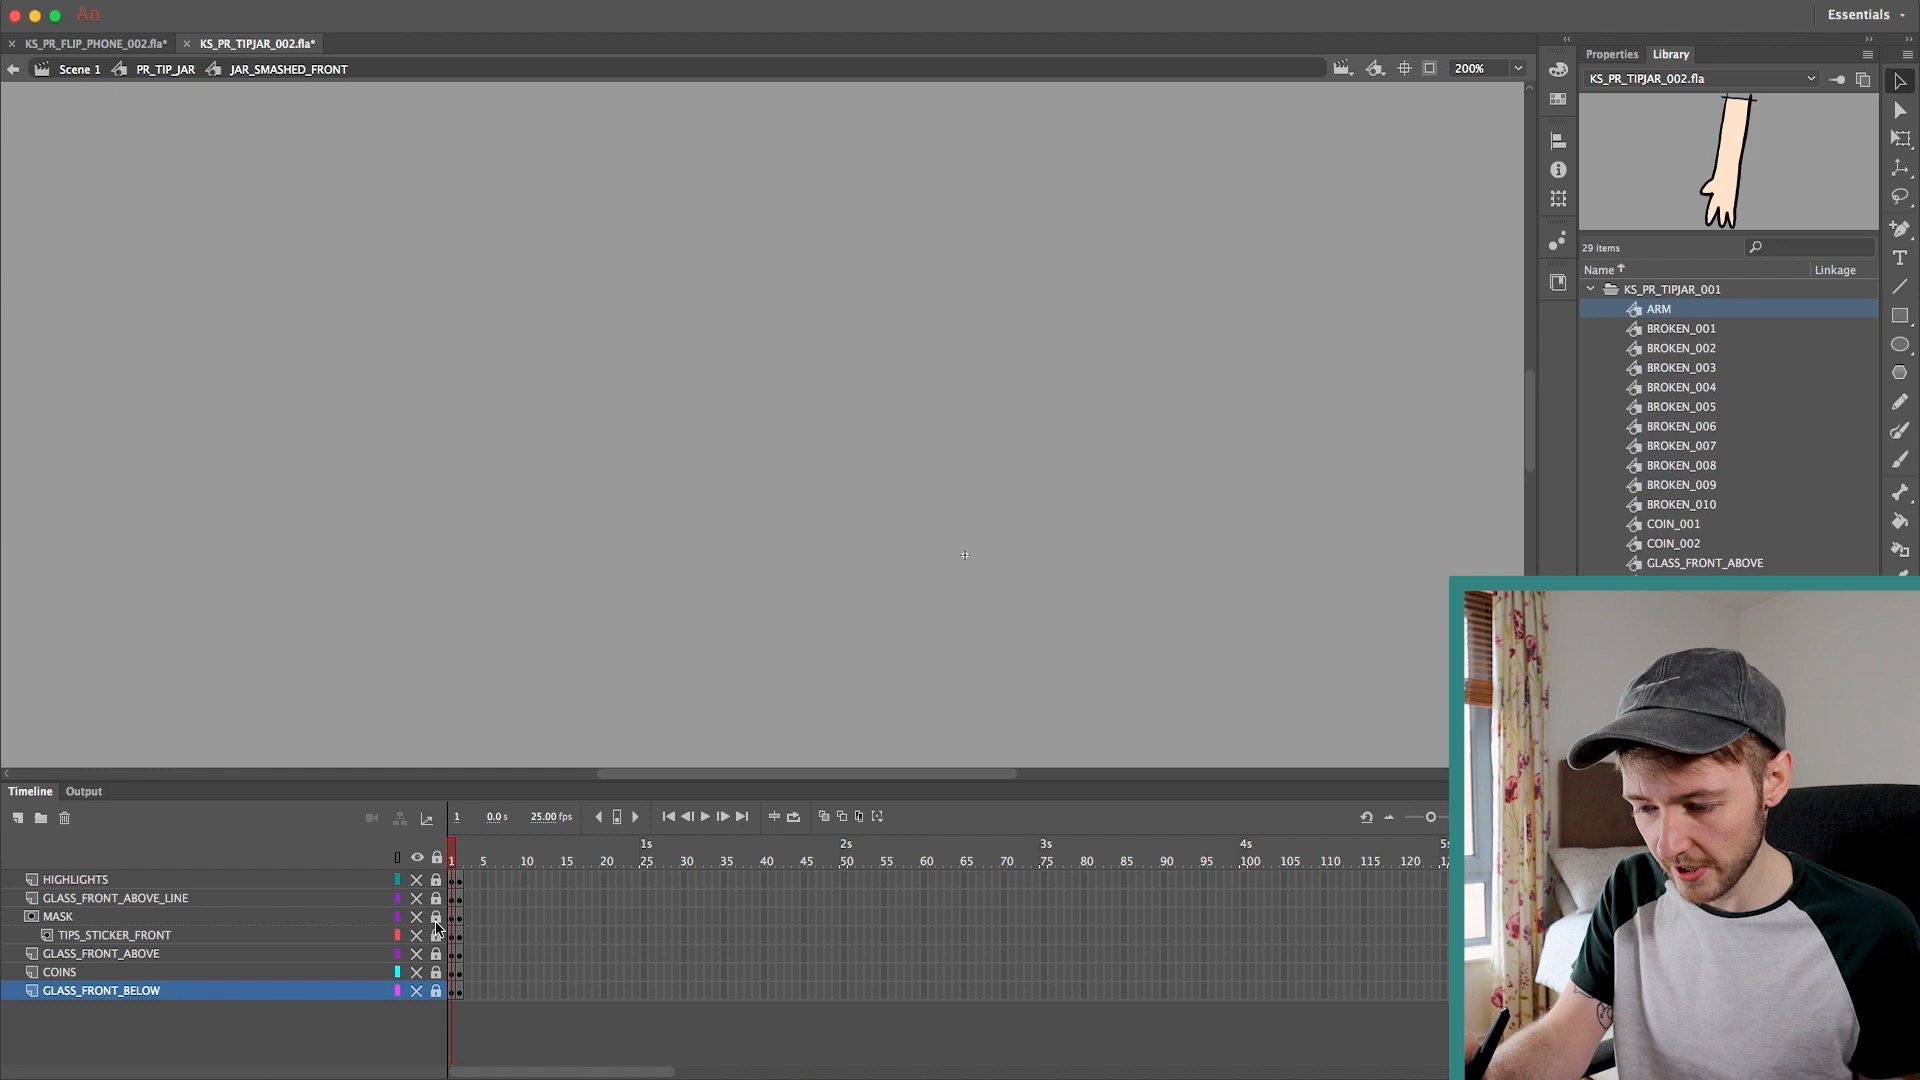 An
Essentials
KS_PR_FLIP_PHONE_002.fla*
KS_PR_TIPJAR_002.fla*
Scene 1
PR_TIP_JAR
JAR_SMASHED_FRONT
200%
Properties
Library
KS_PR_TIPJAR_002.fla
29 items
Name
Linkage
KS_PR_TIPJAR_001
ARM
BROKEN_001
BROKEN_002
BROKEN_003
BROKEN_004
BROKEN_005
BROKEN_006
BROKEN_007
BROKEN_008
BROKEN_009
BROKEN_010
COIN_001
COIN_002
GLASS_FRONT_ABOVE
Timeline
Output
1
0.0 s
25.00 fps
1s 2s 3s 4s
1 5 10 15 20 25 30 35 40 45 50 55 60 65 70 75 80 85 90 95 100 105 110 115 120
HIGHLIGHTS
GLASS_FRONT_ABOVE_LINE
MASK
TIPS_STICKER_FRONT
GLASS_FRONT_ABOVE
COINS
GLASS_FRONT_BELOW